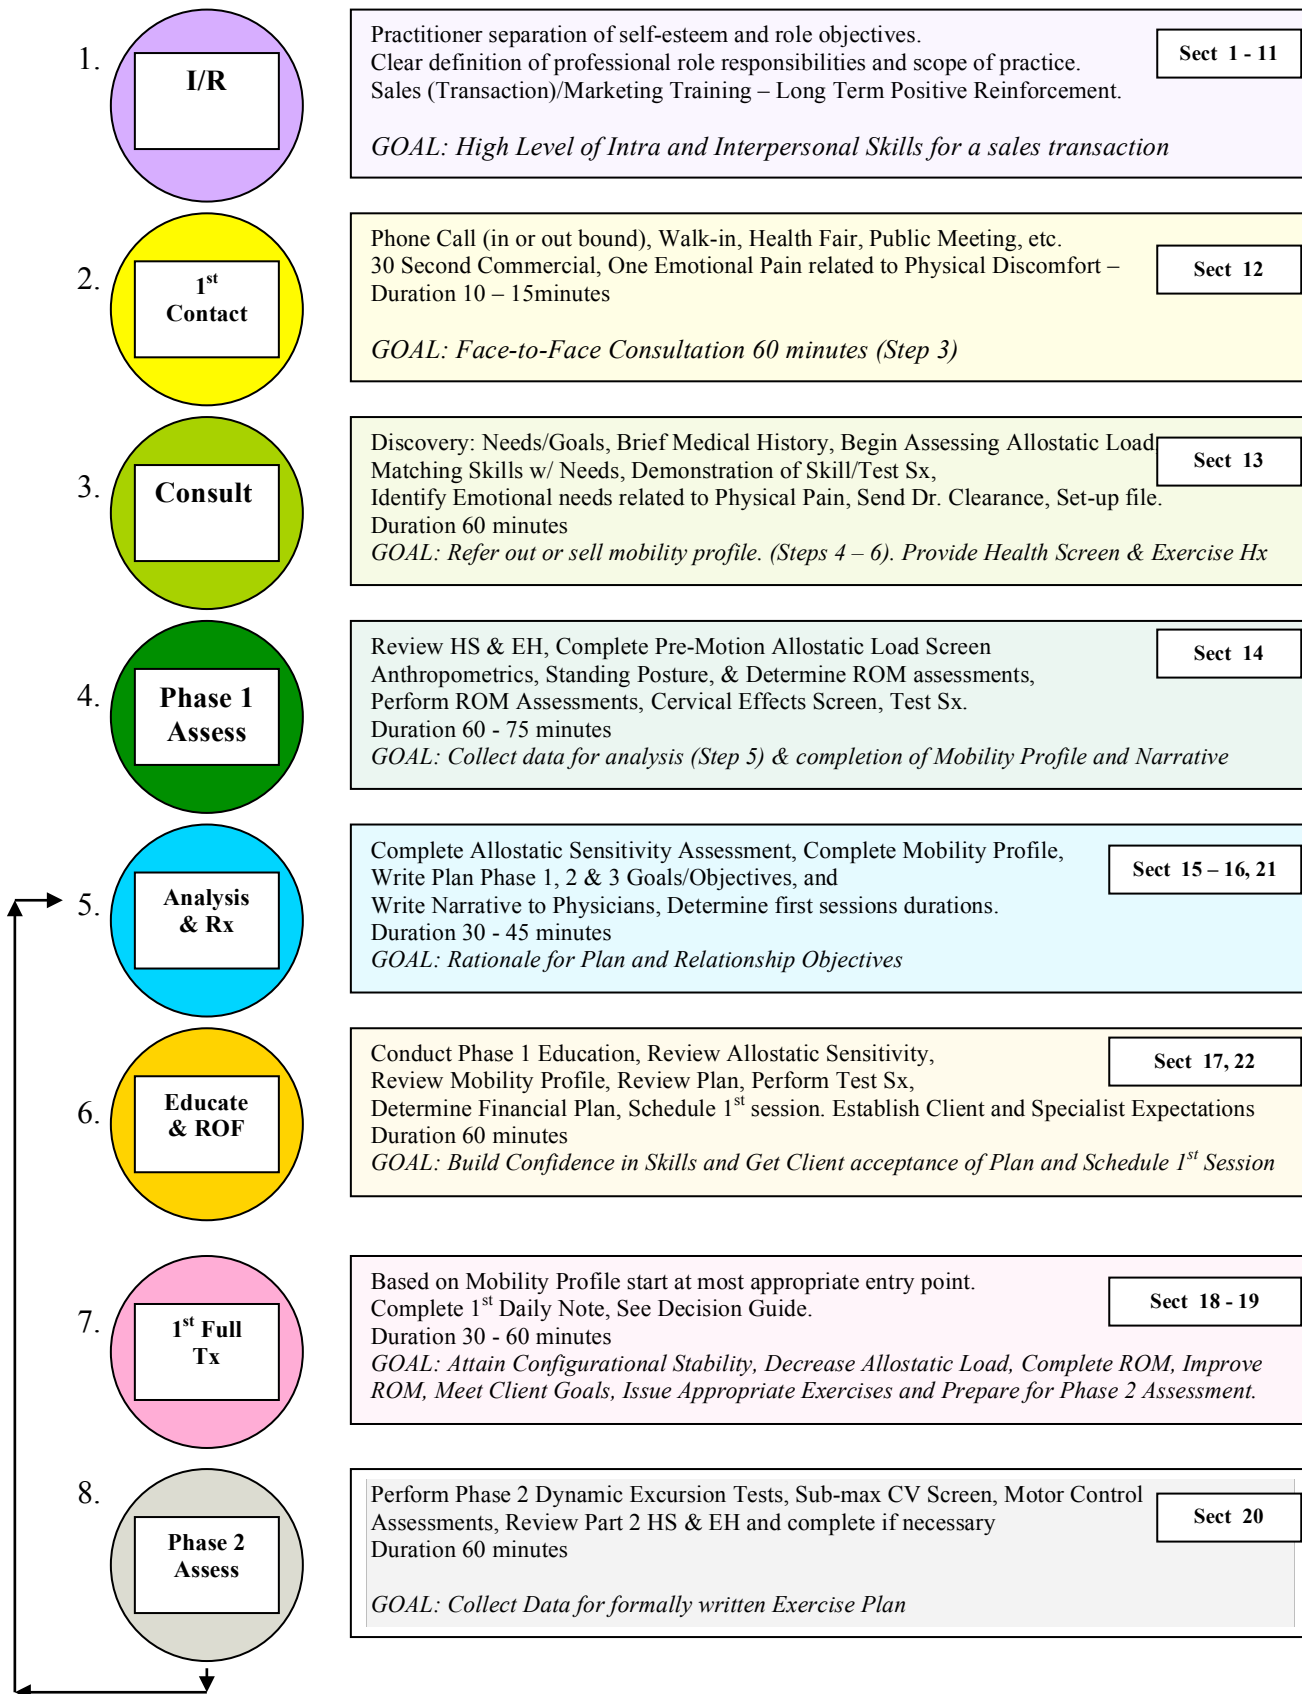 1.
I/R
Practitioner separation of self-esteem and role objectives.
Clear definition of professional role responsibilities and scope of practice.
Sales (Transaction)/Marketing Training – Long Term Positive Reinforcement.
GOAL: High Level of Intra and Interpersonal Skills for a sales transaction
Sect 1 - 11
2.
1st
Contact
Phone Call (in or out bound), Walk-in, Health Fair, Public Meeting, etc.
30 Second Commercial, One Emotional Pain related to Physical Discomfort –
Duration 10 – 15minutes
GOAL: Face-to-Face Consultation 60 minutes (Step 3)
Sect 12
3.
Consult
Discovery: Needs/Goals, Brief Medical History, Begin Assessing Allostatic Load
Matching Skills w/ Needs, Demonstration of Skill/Test Sx,
Identify Emotional needs related to Physical Pain, Send Dr. Clearance, Set-up file.
Duration 60 minutes
GOAL: Refer out or sell mobility profile. (Steps 4 – 6). Provide Health Screen & Exercise Hx
Sect 13
4.
Phase 1
Assess
Review HS & EH, Complete Pre-Motion Allostatic Load Screen
Anthropometrics, Standing Posture, & Determine ROM assessments,
Perform ROM Assessments, Cervical Effects Screen, Test Sx.
Duration 60 - 75 minutes
GOAL: Collect data for analysis (Step 5) & completion of Mobility Profile and Narrative
Sect 14
5.
Analysis
& Rx
Complete Allostatic Sensitivity Assessment, Complete Mobility Profile,
Write Plan Phase 1, 2 & 3 Goals/Objectives, and
Write Narrative to Physicians, Determine first sessions durations.
Duration 30 - 45 minutes
GOAL: Rationale for Plan and Relationship Objectives
Sect 15 – 16, 21
6.
Educate
& ROF
Conduct Phase 1 Education, Review Allostatic Sensitivity,
Review Mobility Profile, Review Plan, Perform Test Sx,
Determine Financial Plan, Schedule 1st session. Establish Client and Specialist Expectations
Duration 60 minutes
GOAL: Build Confidence in Skills and Get Client acceptance of Plan and Schedule 1st Session
Sect 17, 22
7.
1st Full
Tx
Based on Mobility Profile start at most appropriate entry point.
Complete 1st Daily Note, See Decision Guide.
Duration 30 - 60 minutes
GOAL: Attain Configurational Stability, Decrease Allostatic Load, Complete ROM, Improve
ROM, Meet Client Goals, Issue Appropriate Exercises and Prepare for Phase 2 Assessment.
Sect 18 - 19
8.
Phase 2
Assess
Perform Phase 2 Dynamic Excursion Tests, Sub-max CV Screen, Motor Control
Assessments, Review Part 2 HS & EH and complete if necessary
Duration 60 minutes
GOAL: Collect Data for formally written Exercise Plan
Sect 20